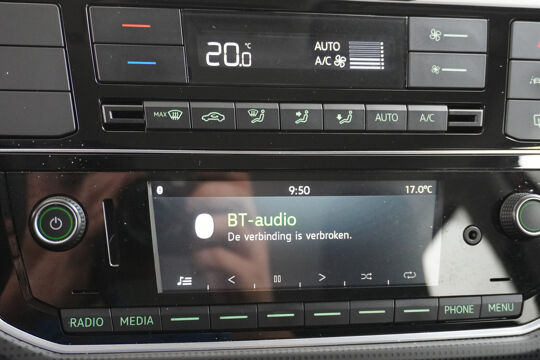 20.0 °C
AUTO
A/C
MAX
AUTO
A/C
9:50
17.0°C
BT-audio
De verbinding is verbroken.
RADIO
MEDIA
PHONE
MENU